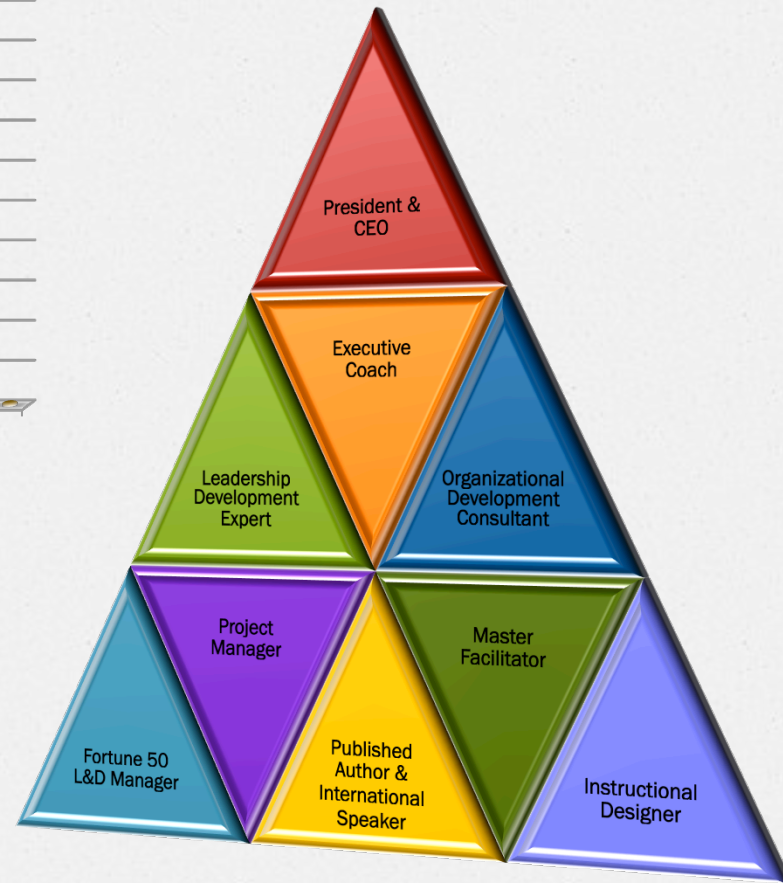 President &
CEO
Executive
Coach
Leadership
Development
Expert
Organizational
Development
Consultant
Project
Manager
Master
Facilitator
Fortune 50
L&D Manager
Published
Author &
International
Speaker
Instructional
Designer